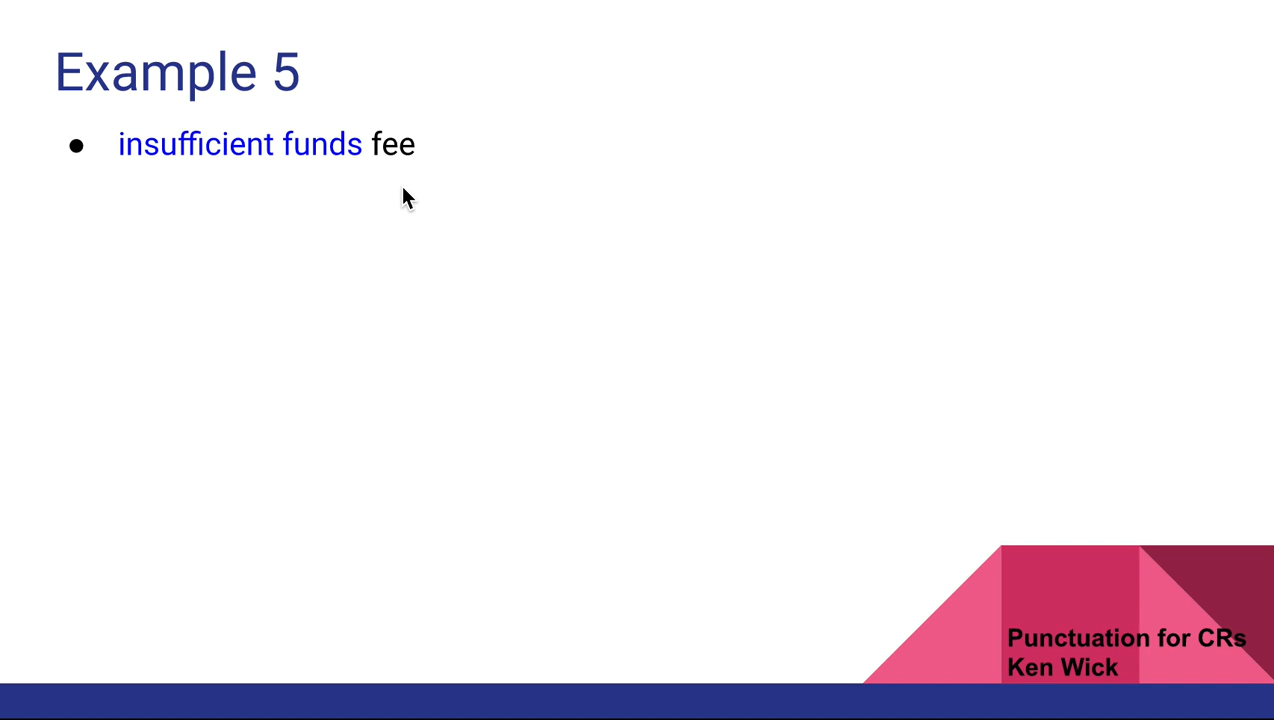 Example 5
● insufficient funds fee
Punctuation for CRs
Ken Wick